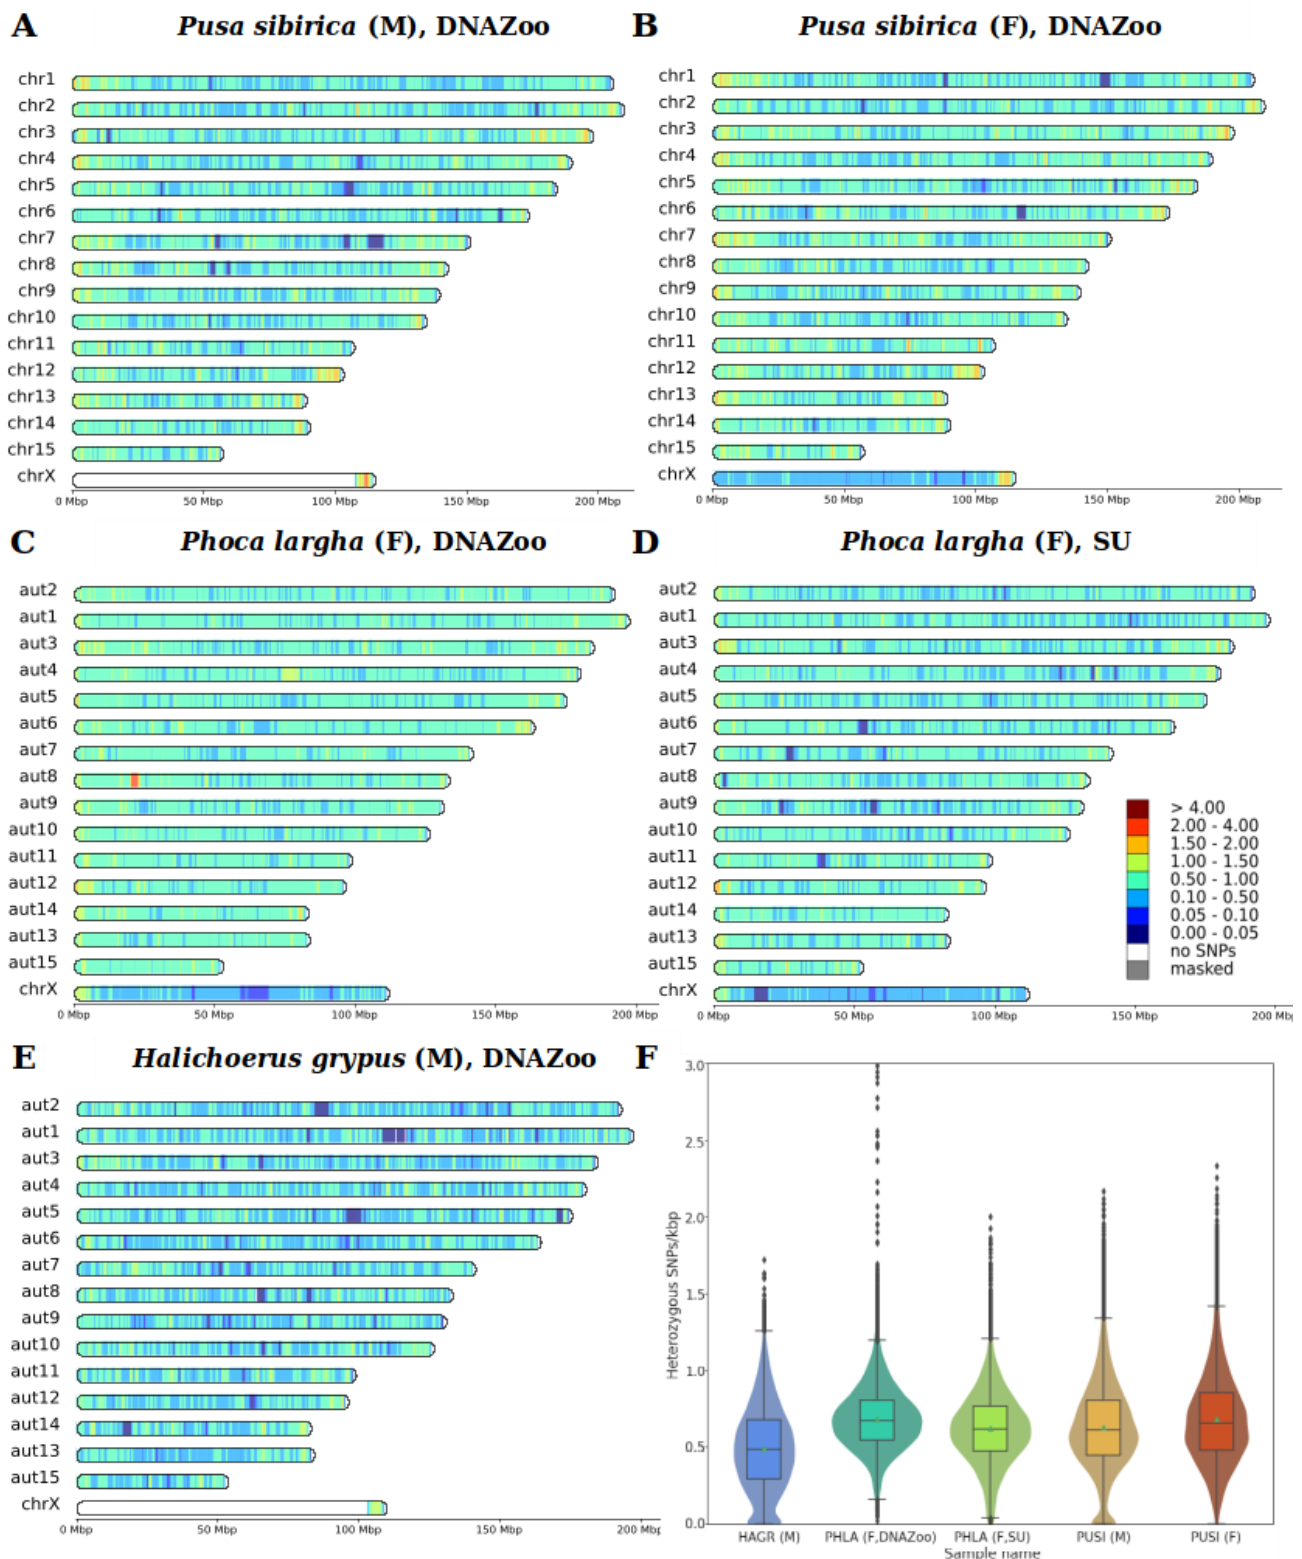 A Pusa sibirica (M), DNAZoo
chr1
chr2
chr3
chr4
chr5
chr6
chr7
chr8
chr9
chr10
chr11
chr12
chr13
chr14
chr15
chrX
0 Mbp 50 Mbp 100 Mbp 150 Mbp 200 Mbp
B Pusa sibirica (F), DNAZoo
chr1
chr2
chr3
chr4
chr5
chr6
chr7
chr8
chr9
chr10
chr11
chr12
chr13
chr14
chr15
chrX
0 Mbp 50 Mbp 100 Mbp 150 Mbp 200 Mbp
C Phoca largha (F), DNAZoo
aut2
aut1
aut3
aut4
aut5
aut6
aut7
aut8
aut9
aut10
aut11
aut12
aut14
aut13
aut15
chrX
0 Mbp 50 Mbp 100 Mbp 150 Mbp 200 Mbp
D Phoca largha (F), SU
aut2
aut1
aut3
aut4
aut5
aut6
aut7
aut8
aut9
aut10
aut11
aut12
aut14
aut13
aut15
chrX
0 Mbp 50 Mbp 100 Mbp 150 Mbp 200 Mbp
> 4.00
2.00 - 4.00
1.50 - 2.00
1.00 - 1.50
0.50 - 1.00
0.10 - 0.50
0.05 - 0.10
0.00 - 0.05
no SNPs
masked
E Halichoerus grypus (M), DNAZoo
aut2
aut1
aut3
aut4
aut5
aut6
aut7
aut8
aut9
aut10
aut11
aut12
aut14
aut13
aut15
chrX
0 Mbp 50 Mbp 100 Mbp 150 Mbp 200 Mbp
F
Heterozygous SNPs/kbp
3.0
2.5
2.0
1.5
1.0
0.5
0.0
HAGR (M) PHLA (F,DNAZoo) PHLA (F,SU) PUSI (M) PUSI (F)
Sample name